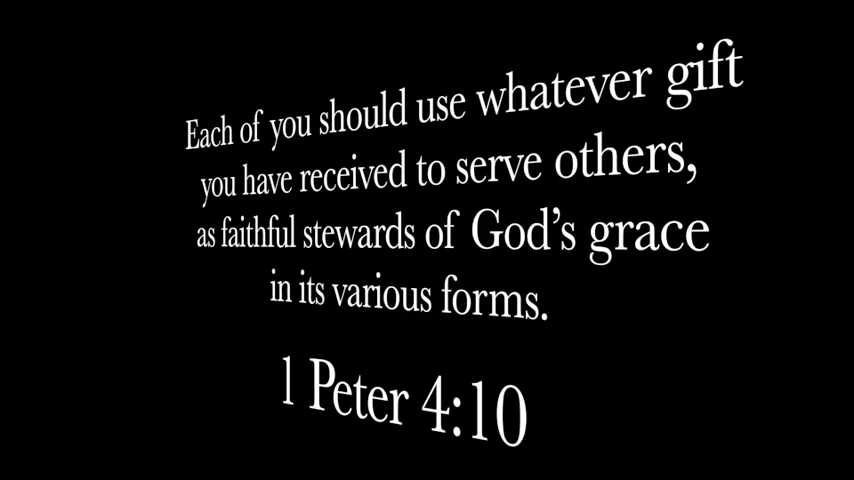 Each of you should use whatever gift
you have received to serve others,
as faithful stewards of God’s grace
in its various forms.
1 Peter 4:10